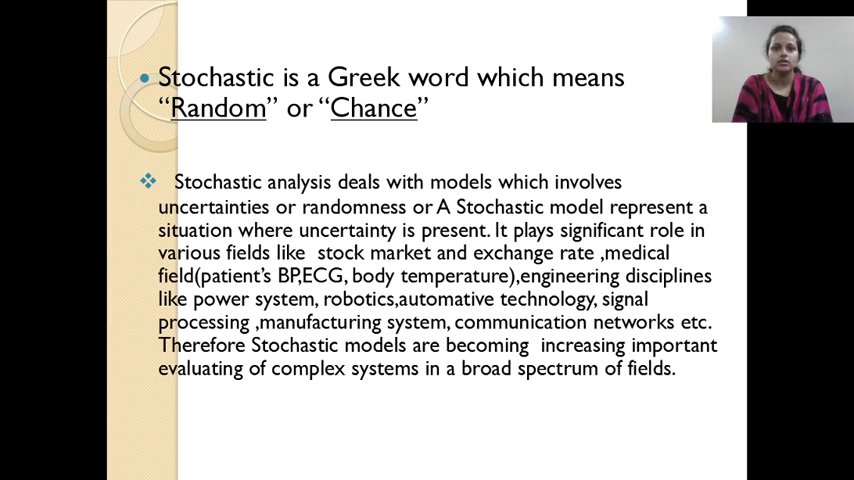 Stochastic is a Greek word which means
“Random” or “Chance”
Stochastic analysis deals with models which involves
uncertainties or randomness or A Stochastic model represent a
situation where uncertainty is present. It plays significant role in
various fields like stock market and exchange rate ,medical
field(patient’s BP,ECG, body temperature),engineering disciplines
like power system, robotics,automative technology, signal
processing ,manufacturing system, communication networks etc.
Therefore Stochastic models are becoming increasing important
evaluating of complex systems in a broad spectrum of fields.